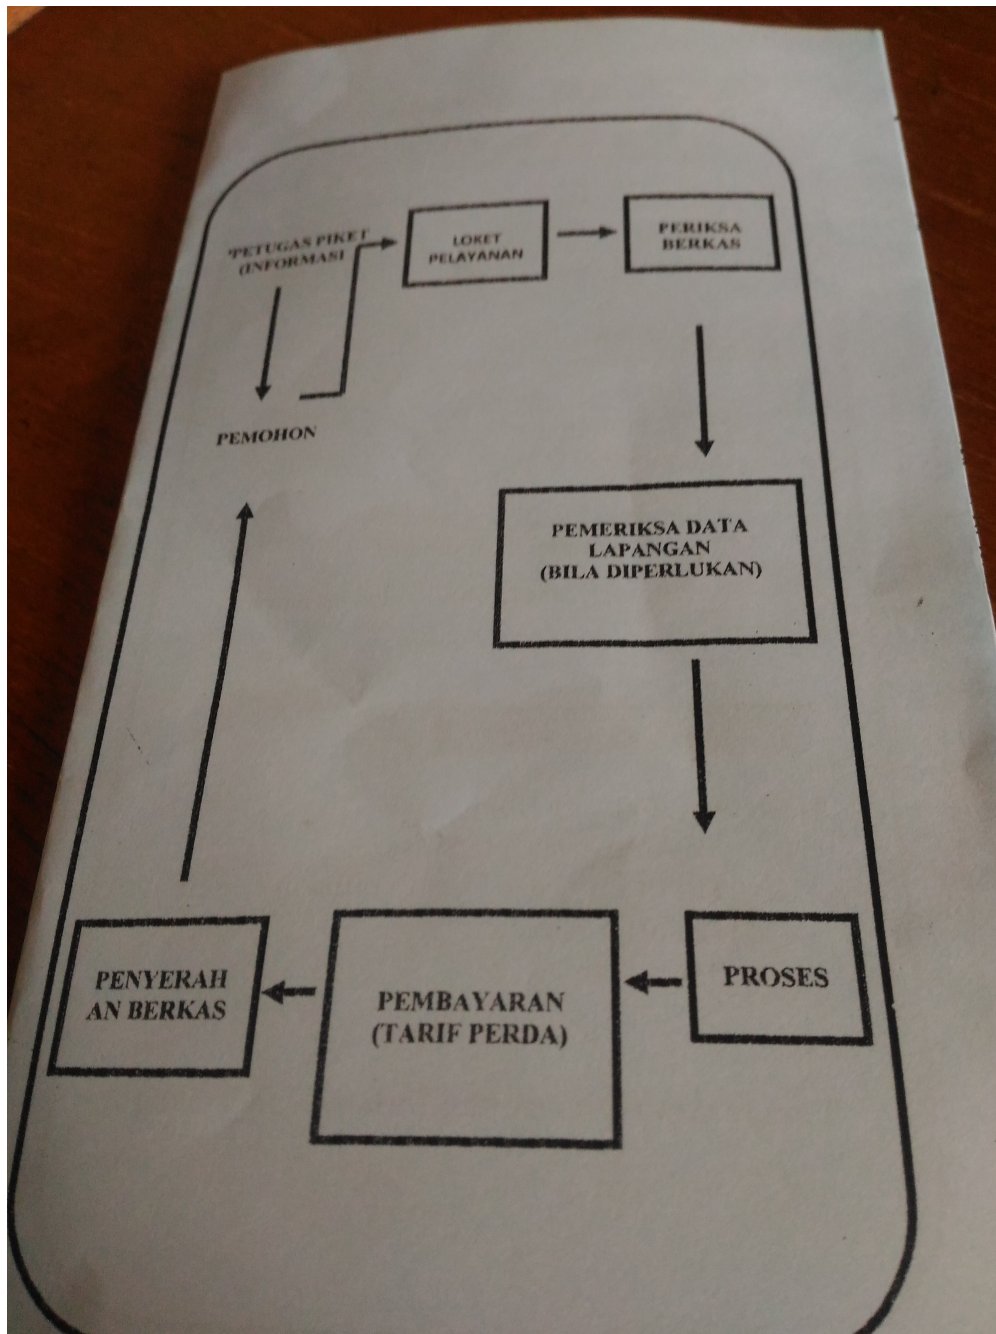 *PETUGAS PIKET
(INFORMASI
LOKET
PELAYANAN
PERIKSA
BERKAS
PEMOHON
PEMERIKSA DATA
LAPANGAN
(BILA DIPERLUKAN)
PROSES
PEMBAYARAN
(TARIF PERDA)
PENYERAH
AN BERKAS